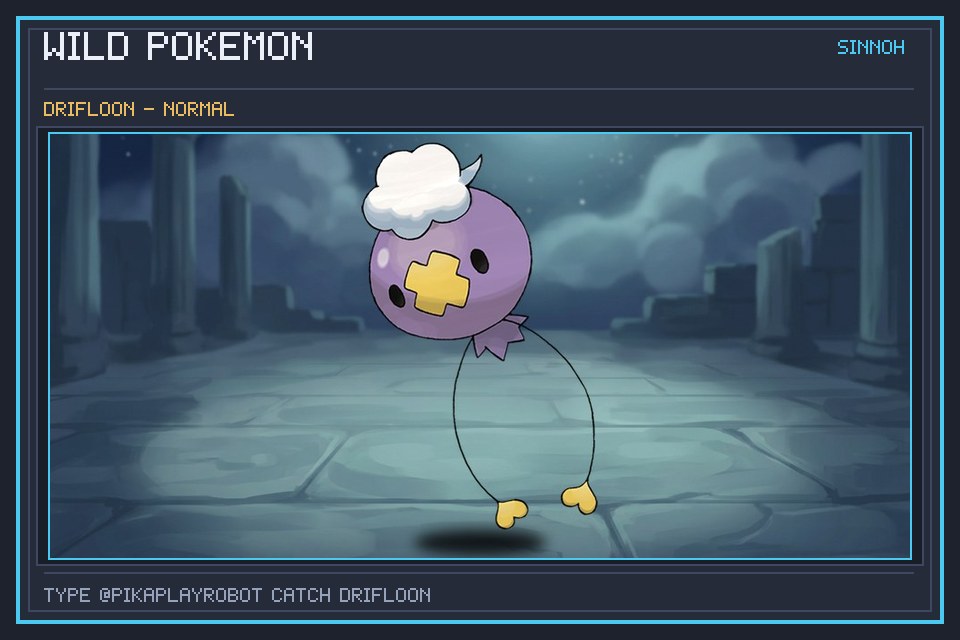 WILD POKEMON
SINNOH
DRIFLOON - NORMAL
TYPE @PIKAPLAYROBOT CATCH DRIFLOON